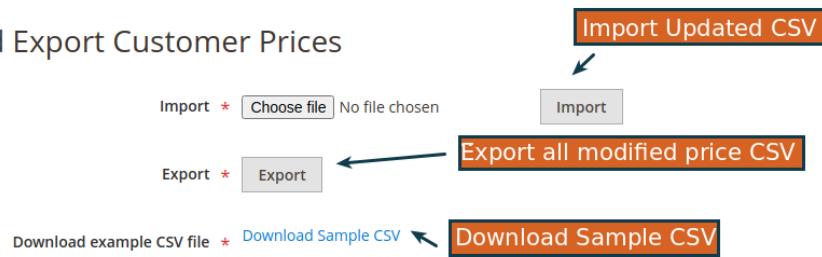 Import Updated CSV
Export Customer Prices
Import * Choose file No file chosen Import
Export all modified price CSV
Export * Export
Download example CSV file * Download Sample CSV Download Sample CSV